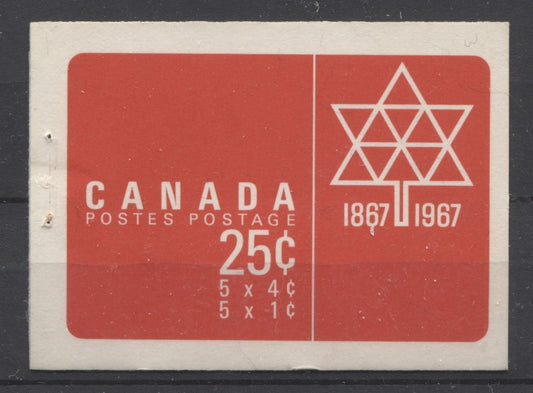 CANADA
POSTES POSTAGE
25¢
5 x 4¢
5 x 1¢
1867 1967